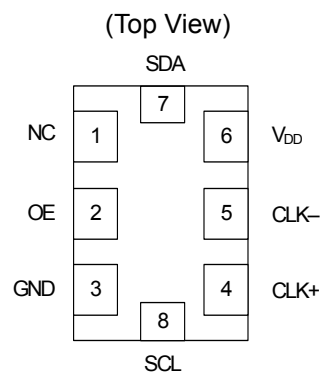 (Top View)
SDA
7
NC 1 6 VDD
OE 2 5 CLK–
GND 3 4 CLK+
8
SCL